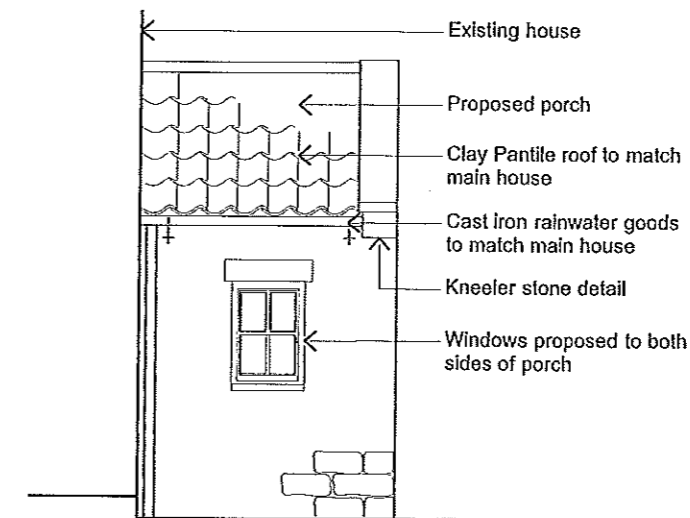 Existing house
Proposed porch
Clay Pantile roof to match
main house
Cast iron rainwater goods
to match main house
Kneeler stone detail
Windows proposed to both
sides of porch